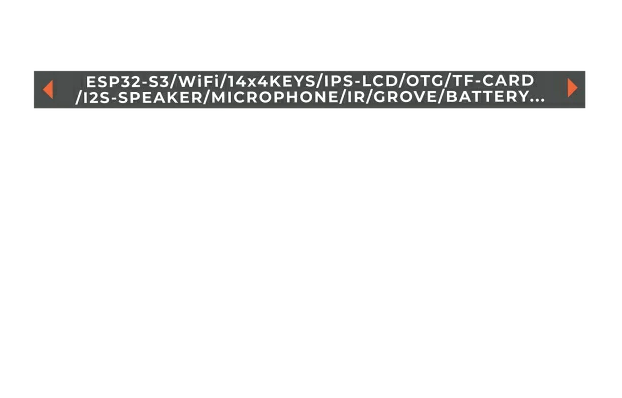 ESP32-S3/WiFi/14x4KEYS/IPS-LCD/OTG/TF-CARD
/I2S-SPEAKER/MICROPHONE/IR/GROVE/BATTERY...